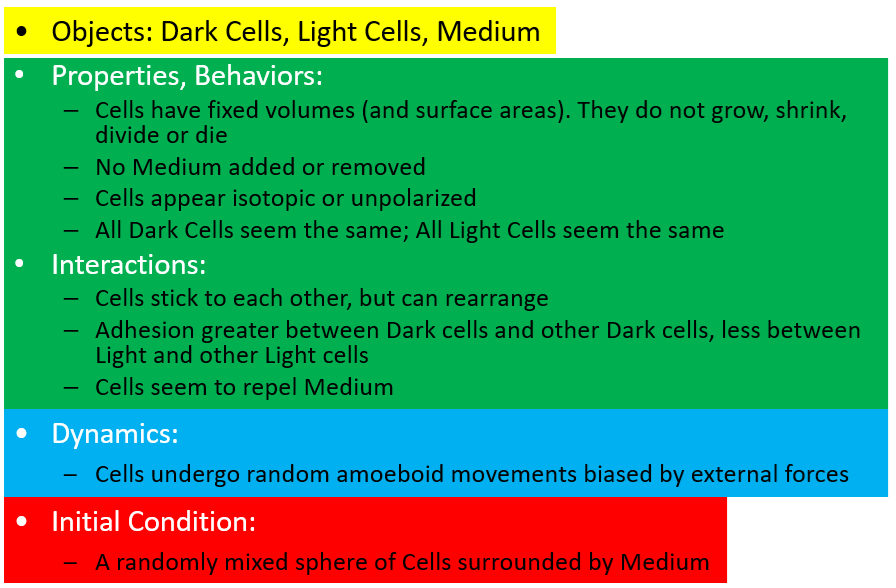 • Objects: Dark Cells, Light Cells, Medium
• Properties, Behaviors:
– Cells have fixed volumes (and surface areas). They do not grow, shrink,
divide or die
– No Medium added or removed
– Cells appear isotopic or unpolarized
– All Dark Cells seem the same; All Light Cells seem the same
• Interactions:
– Cells stick to each other, but can rearrange
– Adhesion greater between Dark cells and other Dark cells, less between
Light and other Light cells
– Cells seem to repel Medium
• Dynamics:
– Cells undergo random amoeboid movements biased by external forces
• Initial Condition:
– A randomly mixed sphere of Cells surrounded by Medium